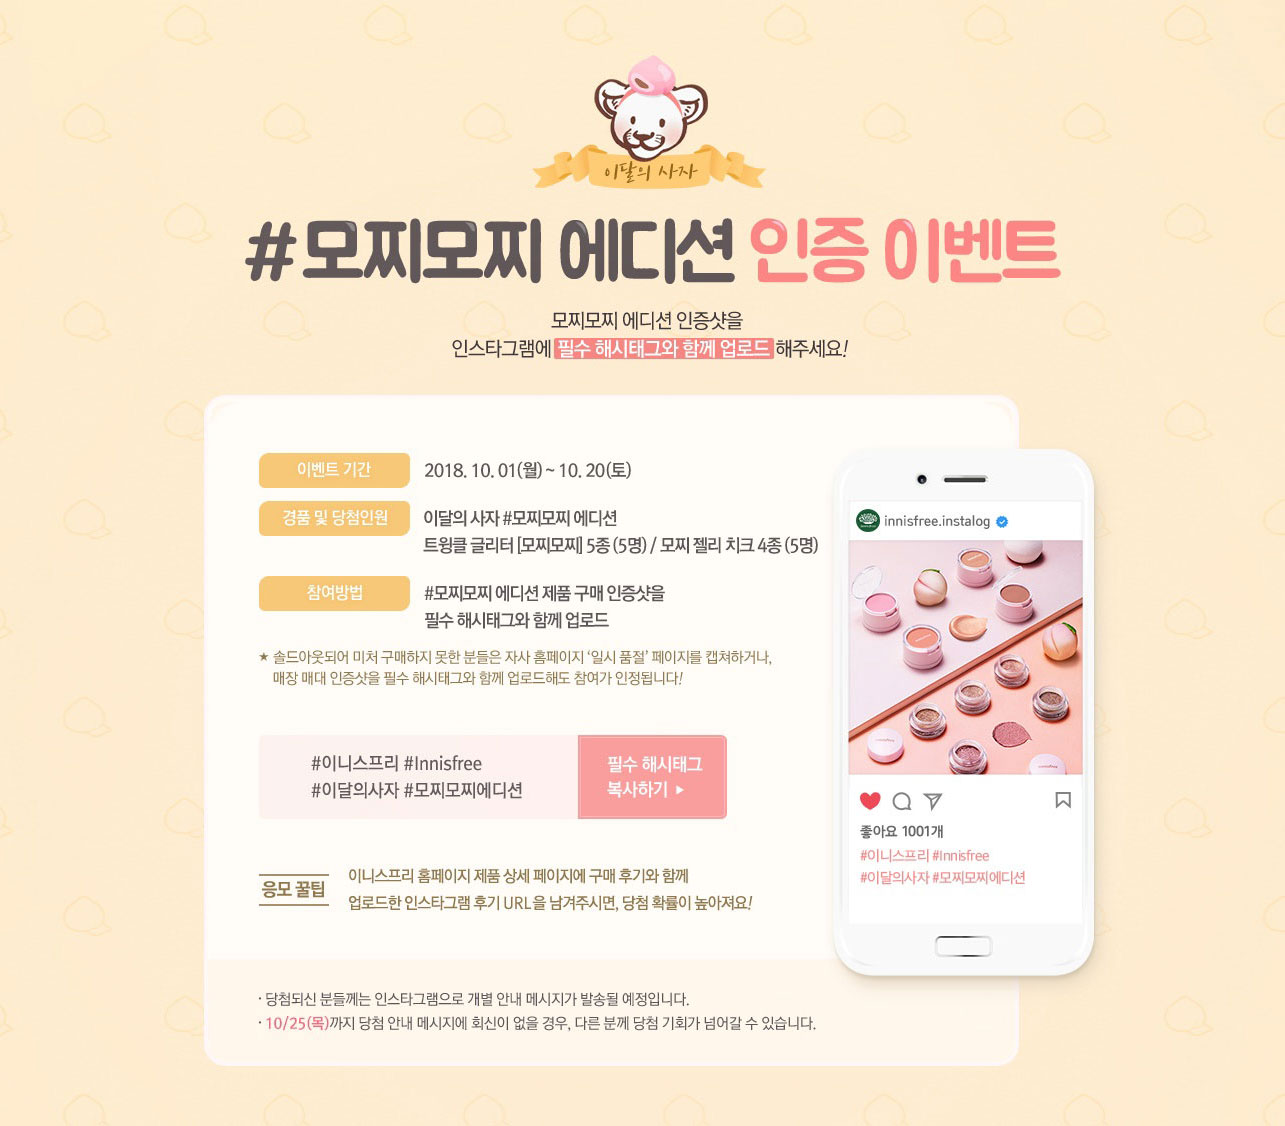 이달의 사자
#모찌모찌 에디션 인증 이벤트
모찌모찌 에디션 인증샷을
인스타그램에 필수 해시태그와 함께 업로드 해주세요!
이벤트 기간
2018. 10. 01(월) ~ 10. 20(토)
경품 및 당첨인원
이달의 사자 #모찌모찌 에디션
트윙클 글리터 [모찌모찌] 5종 (5명) / 모찌 젤리 치크 4종 (5명)
참여방법
#모찌모찌 에디션 제품 구매 인증샷을
필수 해시태그와 함께 업로드
★ 솔드아웃되어 미처 구매하지 못한 분들은 자사 홈페이지 ‘일시 품절’ 페이지를 캡쳐하거나,
매장 매대 인증샷을 필수 해시태그와 함께 업로드해도 참여가 인정됩니다!
#이니스프리 #Innisfree
#이달의사자 #모찌모찌에디션
필수 해시태그
복사하기 ▶
응모 꿀팁
이니스프리 홈페이지 제품 상세 페이지에 구매 후기와 함께
업로드한 인스타그램 후기 URL을 남겨주시면, 당첨 확률이 높아져요!
innisfree.instalog
좋아요 1001개
#이니스프리 #Innisfree
#이달의사자 #모찌모찌에디션
· 당첨되신 분들께는 인스타그램으로 개별 안내 메시지가 발송될 예정입니다.
· 10/25(목)까지 당첨 안내 메시지에 회신이 없을 경우, 다른 분께 당첨 기회가 넘어갈 수 있습니다.